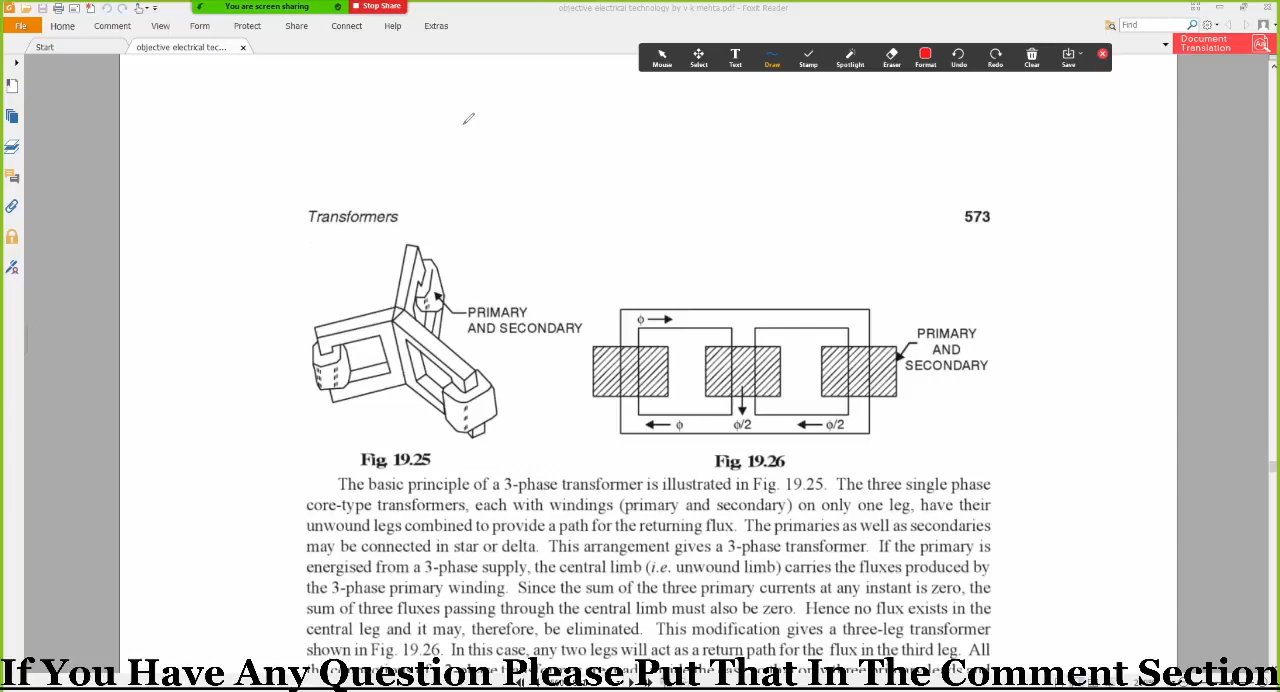 You are screen sharing
Stop Share
objective electrical technology by v k mehta.pdf - Foxit Reader
File Home Comment View Form Protect Share Connect Help Extras
Find
Start
objective electrical tec...
Document
Translation
Mouse Select Text Draw Stamp Spotlight Eraser Format Undo Redo Clear Save
Transformers 573
PRIMARY
AND SECONDARY
ϕ
PRIMARY
AND
SECONDARY
ϕ ϕ/2 ϕ/2
Fig. 19.25 Fig. 19.26
The basic principle of a 3-phase transformer is illustrated in Fig. 19.25. The three single phase
core-type transformers, each with windings (primary and secondary) on only one leg, have their
unwound legs combined to provide a path for the returning flux. The primaries as well as secondaries
may be connected in star or delta. This arrangement gives a 3-phase transformer. If the primary is
energised from a 3-phase supply, the central limb (i.e. unwound limb) carries the fluxes produced by
the 3-phase primary winding. Since the sum of the three primary currents at any instant is zero, the
sum of three fluxes passing through the central limb must also be zero. Hence no flux exists in the
central leg and it may, therefore, be eliminated. This modification gives a three-leg transformer
shown in Fig. 19.26. In this case, any two legs will act as a return path for the flux in the third leg. All
If You Have Any Question Please Put That In The Comment Section